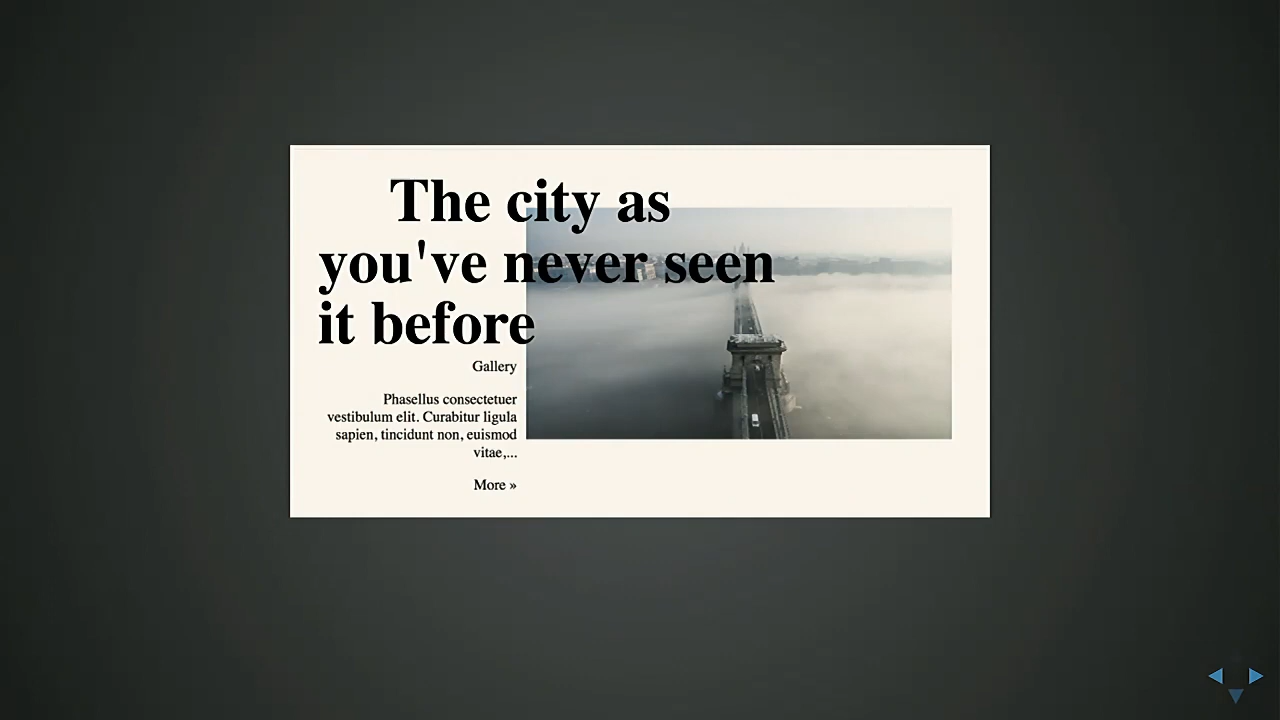 The city as
you've never seen
it before
Gallery
Phasellus consectetuer
vestibulum elit. Curabitur ligula
sapien, tincidunt non, euismod
vitae,...
More »